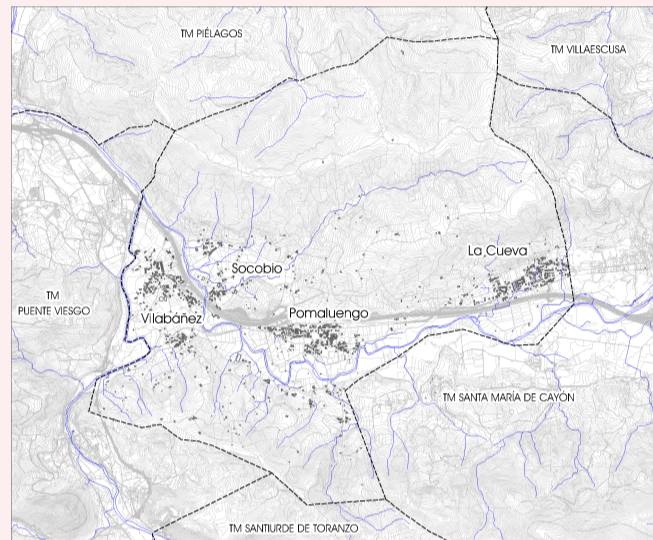 TM PIÉLAGOS
TM VILLAESCUSA
La Cueva
Socobio
TM
PUENTE VIESGO
Vilabáñez
Pomaluengo
TM SANTA MARÍA DE CAYÓN
TM SANTIURDE DE TORANZO